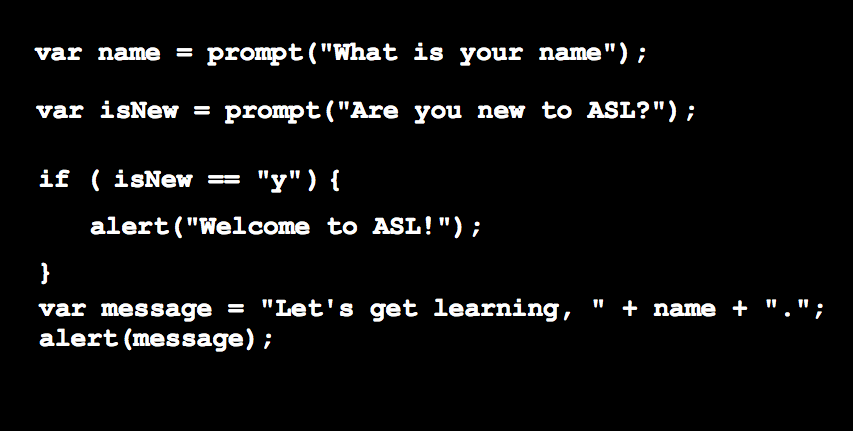 var name = prompt("What is your name");
var isNew = prompt("Are you new to ASL?");
if ( isNew == "y") {
alert("Welcome to ASL!");
}
var message = "Let's get learning, " + name + ".";
alert(message);